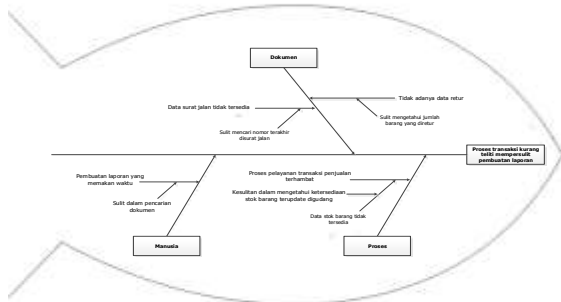 Dokumen
Data surat jalan tidak tersedia
Tidak adanya data retur
Sulit mengetahui jumlah
barang yang diretur
Sulit mencari nomor terakhir
disurat jalan
Proses transaksi kurang
teliti mempersulit
pembuatan laporan
Pembuatan laporan yang
memakan waktu
Sulit dalam pencarian
dokumen
Proses pelayanan transaksi penjualan
terhambat
Kesulitan dalam mengetahui ketersediaan
stok barang terupdate digudang
Data stok barang tidak
tersedia
Manusia
Proses